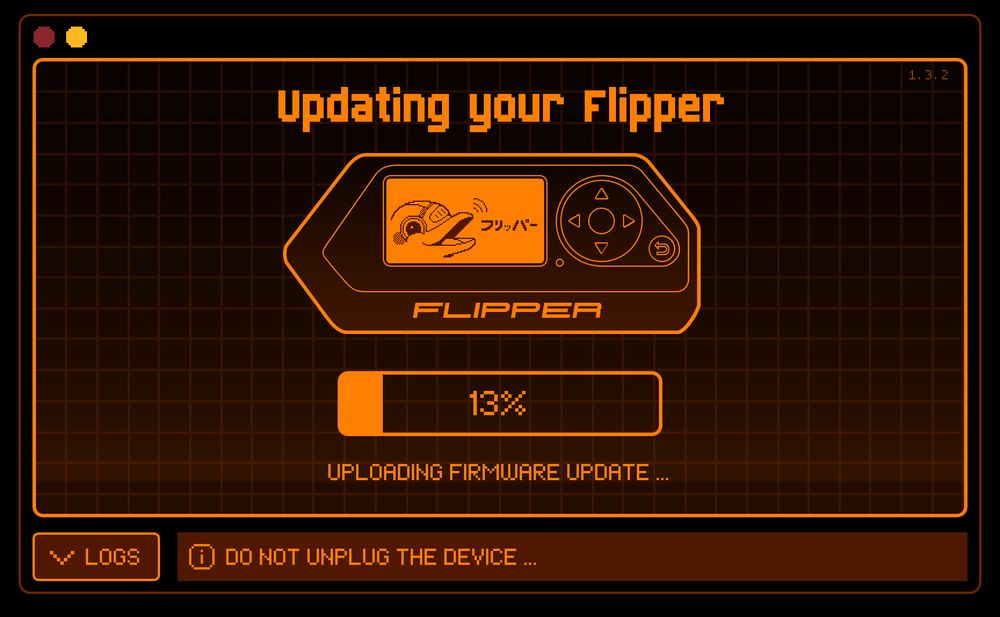 1.3.2
Updating your Flipper
フリッパー
FLIPPER
13%
UPLOADING FIRMWARE UPDATE ...
LOGS
DO NOT UNPLUG THE DEVICE ...